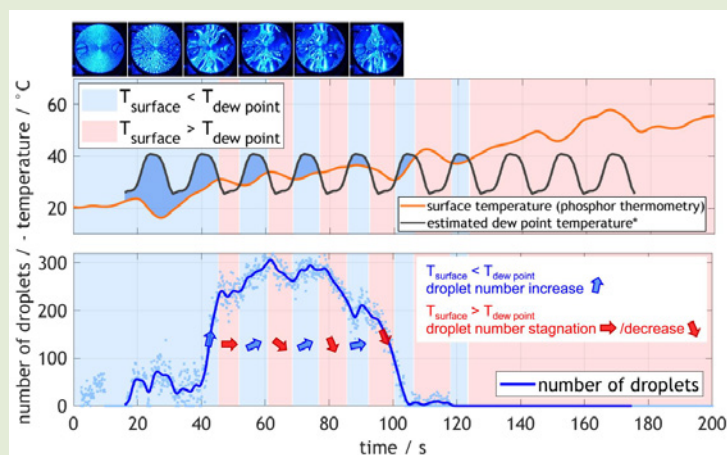 60
40
20
temperature / °C
T surface < T dew point
T surface > T dew point
surface temperature (phosphor thermometry)
estimated dew point temperature*
300
200
100
0
number of droplets / -
T surface < T dew point
droplet number increase
T surface > T dew point
droplet number stagnation /decrease
number of droplets
0 20 40 60 80 100 120 140 160 180 200
time / s